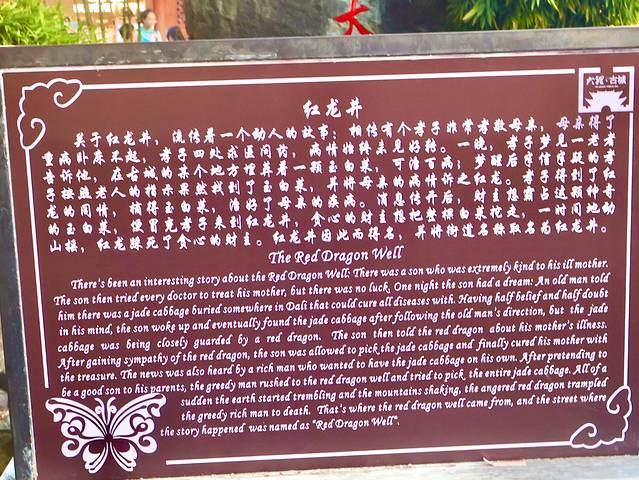 大
大理·古城
红龙井
关于红龙井，流传着一个动人的故事：相传有个孝子非常孝敬母亲，母亲得了
重病卧床不起，孝子四处求医问药，病情始终未见好转。一晚，孝子梦见一老者
告诉他，在古城的某个地方埋其着一颗玉白菜，可治百病；梦醒后孝子信半疑的孝
子按照老人的指示果然找到了玉白菜，并将母亲的病情诉之红龙。孝子得到了红
龙的同情，摘得玉白菜，治好了母亲的疾病。消息传开后，财主想霸占这颗神奇
的玉白菜，便冒充孝子来到红龙井，贪心的财主想把整棵白菜挖走，一时间地动
山摇，红龙踩死了贪心的财主。红龙井因此而得名，并将街道名称取名为红龙井。
The Red Dragon Well
There's been an interesting story about the Red Dragon Well: There was a son who was extremely kind to his ill mother.
The son then tried every doctor to treat his mother, but there was no luck. One night the son had a dream: An old man told
him there was a jade cabbage buried somewhere in Dali that could cure all diseases with. Having half belief and half doubt
in his mind, the son woke up and eventually found the jade cabbage after following the old man's direction, but the jade
cabbage was being closely guarded by a red dragon. The son then told the red dragon about his mother's illness.
After gaining sympathy of the red dragon, the son was allowed to pick the jade cabbage and finally cured his mother with
the treasure. The news was also heard by a rich man who wanted to have the jade cabbage on his own. After pretending to
be a good son to his parents, the greedy man rushed to the red dragon well and tried to pick the entire jade cabbage. All of a
sudden the earth started trembling and the mountains shaking, the angered red dragon trampled
the greedy rich man to death. That's where the red dragon well came from, and the street where
the story happened was named as "Red Dragon Well".